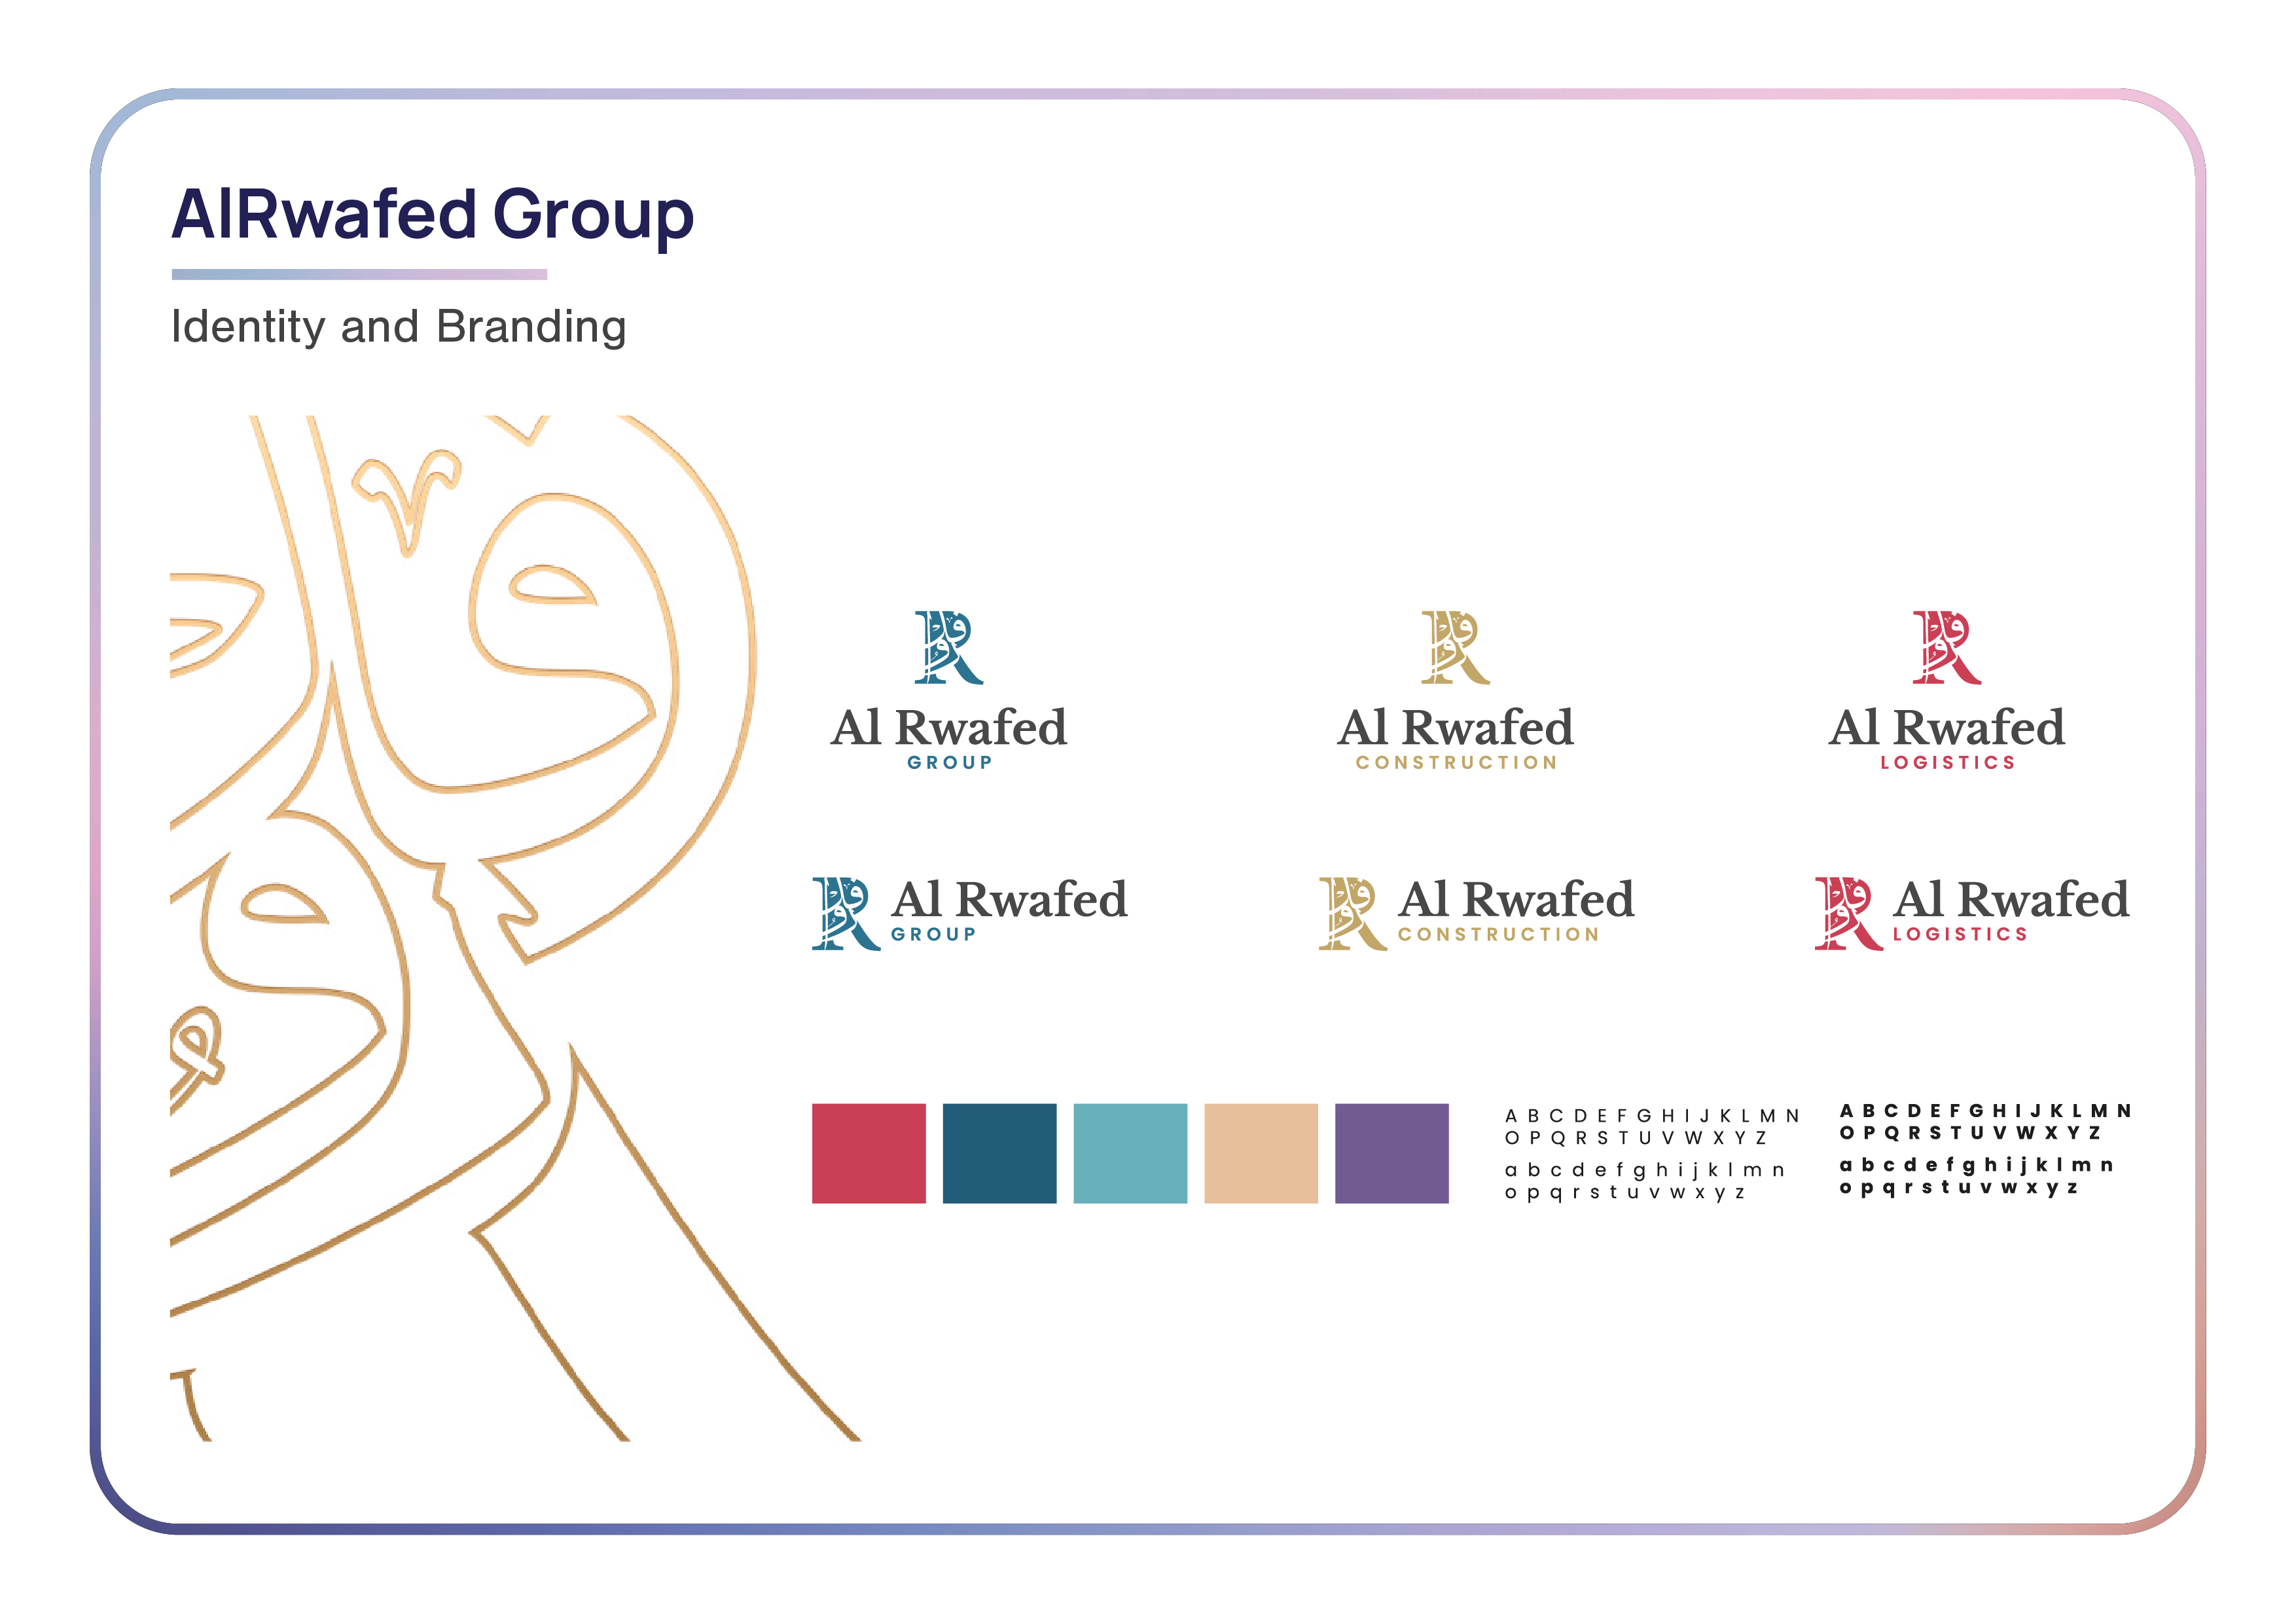 AlRwafed Group
Identity and Branding
Al Rwafed
GROUP
Al Rwafed
CONSTRUCTION
Al Rwafed
LOGISTICS
Al Rwafed
GROUP
Al Rwafed
CONSTRUCTION
Al Rwafed
LOGISTICS
A B C D E F G H I J K L M N
O P Q R S T U V W X Y Z
a b c d e f g h i j k l m n
o p q r s t u v w x y z
A B C D E F G H I J K L M N
O P Q R S T U V W X Y Z
a b c d e f g h i j k l m n
o p q r s t u v w x y z